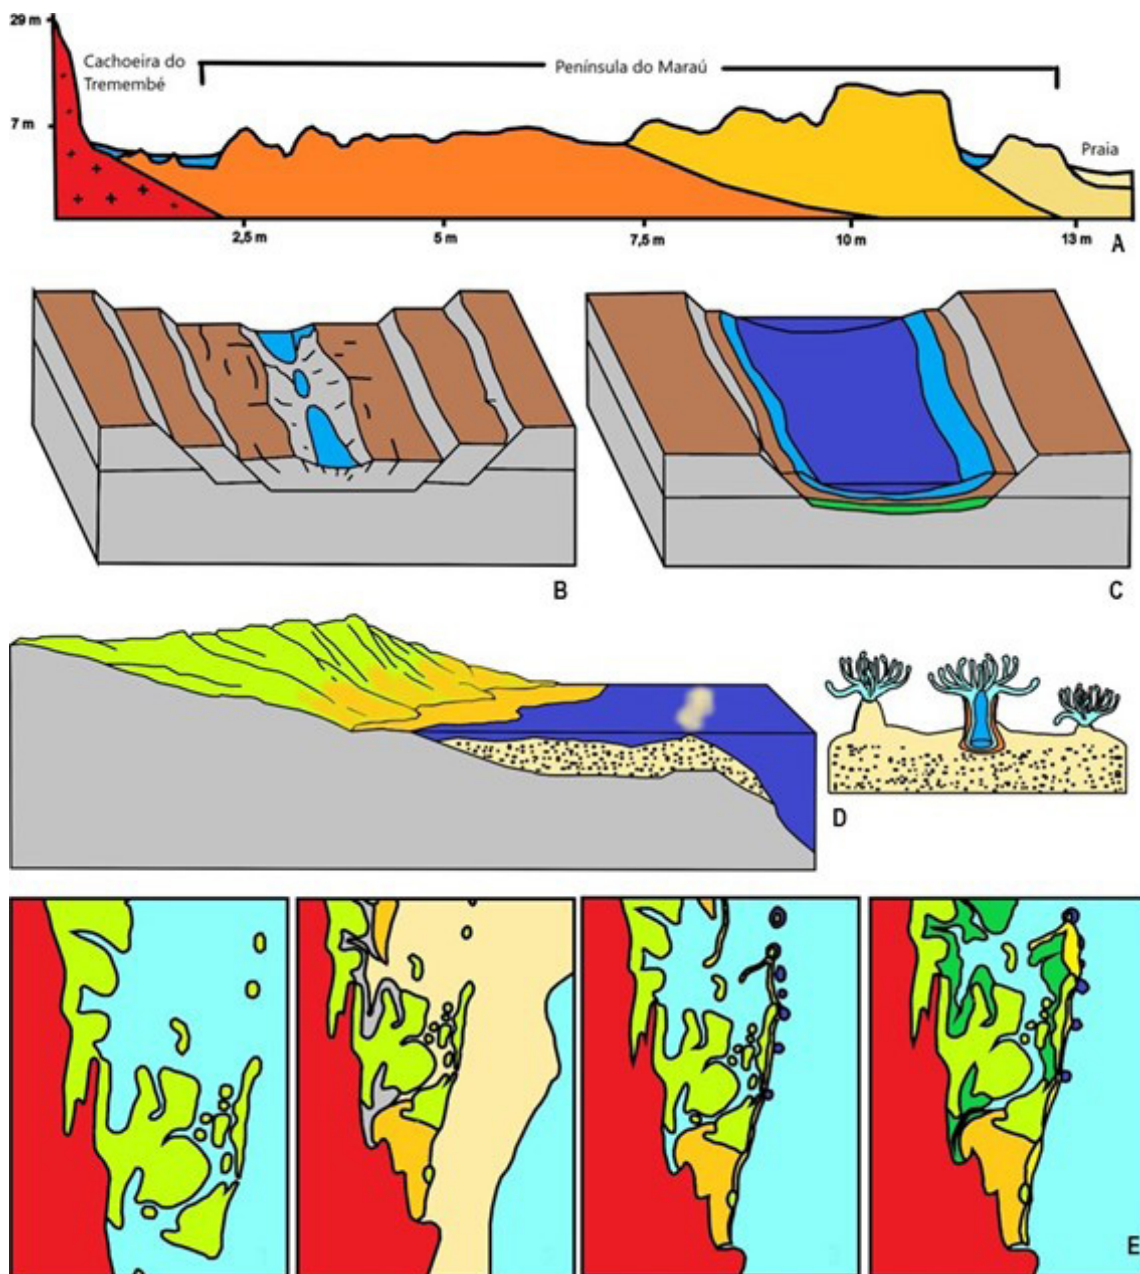 29 m
Cachoeira do
Tremembé
Península do Maraú
7 m
Praia
2,5 m
5 m
7,5 m
10 m
13 m
A
B
C
D
E